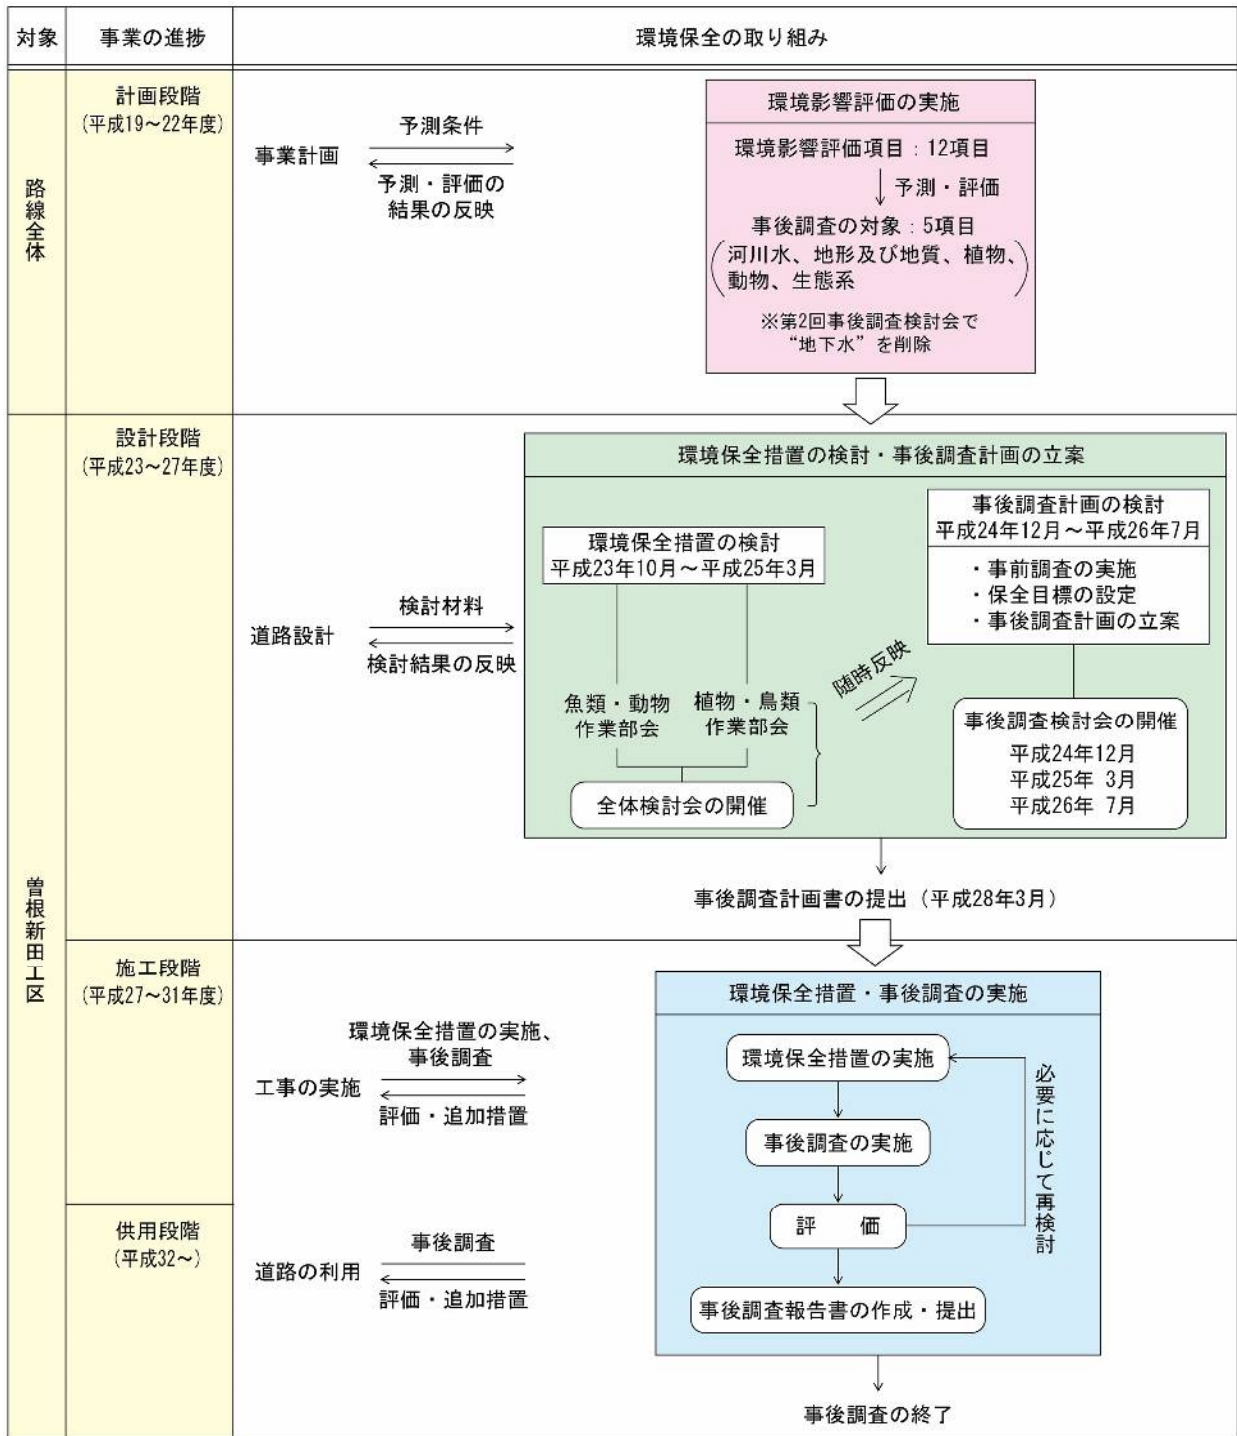 対象
事業の進捗
環境保全の取り組み
路線全体
計画段階
(平成19～22年度)
事業計画
予測条件
予測・評価の
結果の反映
環境影響評価の実施
環境影響評価項目：12項目
予測・評価
事後調査の対象：5項目
(河川水、地形及び地質、植物、
動物、生態系)
※第2回事後調査検討会で
“地下水”を削除
曽根新田工区
設計段階
(平成23～27年度)
道路設計
検討材料
検討結果の反映
環境保全措置の検討・事後調査計画の立案
環境保全措置の検討
平成23年10月～平成25年3月
魚類・動物
作業部会
植物・鳥類
作業部会
全体検討会の開催
随時反映
事後調査計画の検討
平成24年12月～平成26年7月
・事前調査の実施
・保全目標の設定
・事後調査計画の立案
事後調査検討会の開催
平成24年12月
平成25年 3月
平成26年 7月
事後調査計画書の提出（平成28年3月）
施工段階
(平成27～31年度)
工事の実施
環境保全措置の実施、
事後調査
評価・追加措置
環境保全措置・事後調査の実施
環境保全措置の実施
事後調査の実施
評　価
必要に応じて再検討
供用段階
(平成32～)
道路の利用
事後調査
評価・追加措置
事後調査報告書の作成・提出
事後調査の終了